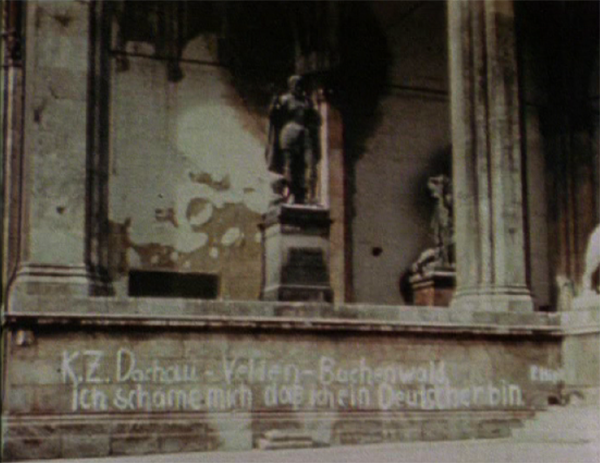 K.Z. Dachau - Velden - Buchenwald
ich schäme mich daß ich ein Deutscher bin